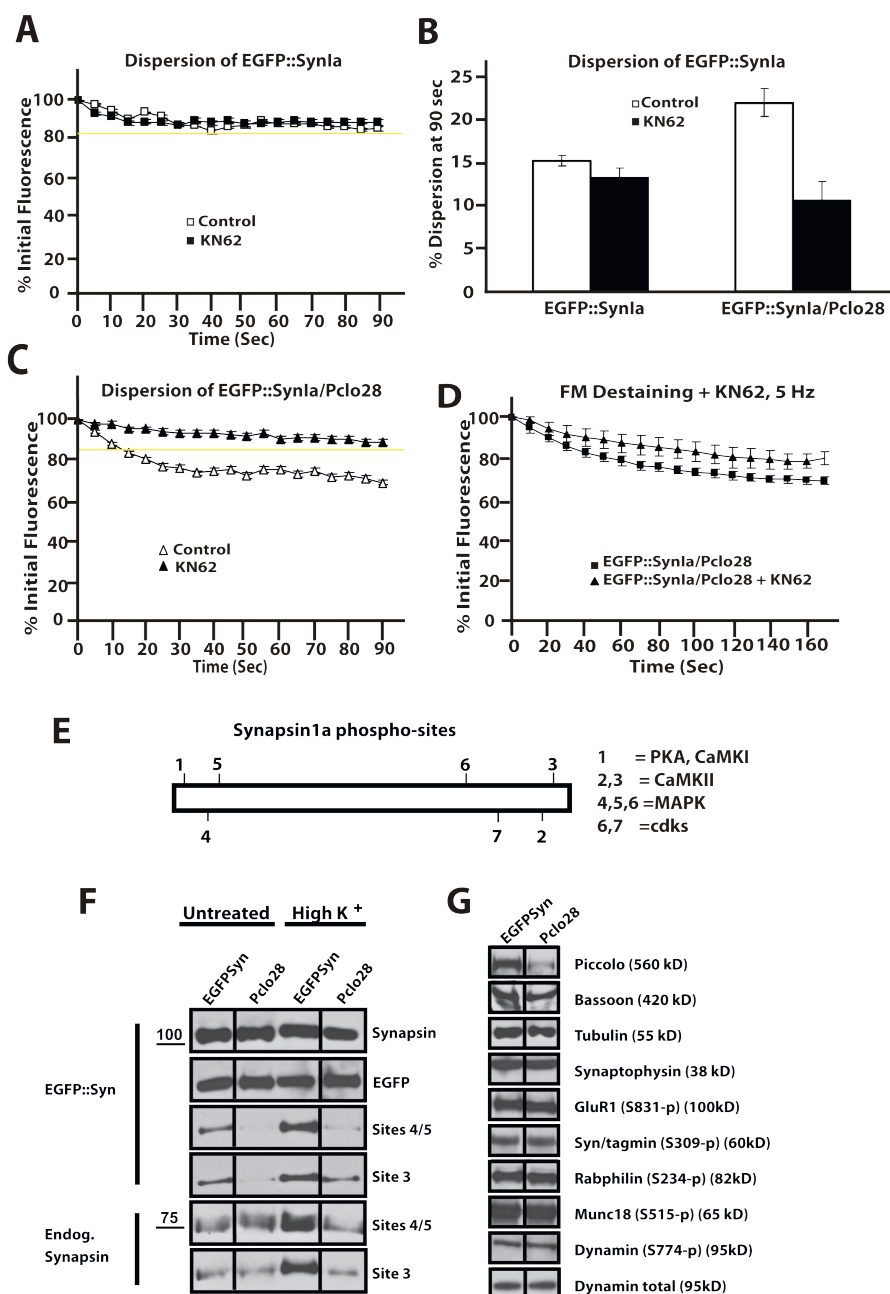 A
Dispersion of EGFP::SynIa
% Initial Fluorescence
100
80
60
40
20
0
Control
KN62
0 10 20 30 40 50 60 70 80 90
Time (Sec)
B
Dispersion of EGFP::SynIa
% Dispersion at 90 sec
25
20
15
10
5
0
Control
KN62
EGFP::SynIa EGFP::SynIa/Pclo28
C
Dispersion of EGFP::SynIa/Pclo28
% Initial Fluorescence
100
80
60
40
20
0
Control
KN62
0 10 20 30 40 50 60 70 80 90
Time (Sec)
D
FM Destaining + KN62, 5 Hz
% Initial Fluorescence
100
80
60
40
20
0
EGFP::SynIa/Pclo28
EGFP::SynIa/Pclo28 + KN62
0 20 40 60 80 100 120 140 160
Time (Sec)
E
Synapsin1a phospho-sites
1 5 6 3
4 7 2
1 = PKA, CaMKI
2,3 = CaMKII
4,5,6 =MAPK
6,7 =cdks
F
Untreated High K +
EGFPSyn Pclo28 EGFPSyn Pclo28
EGFP::Syn
100
Synapsin
EGFP
Sites 4/5
Site 3
Endog.
Synapsin
75
Sites 4/5
Site 3
G
EGFPSyn Pclo28
Piccolo (560 kD)
Bassoon (420 kD)
Tubulin (55 kD)
Synaptophysin (38 kD)
GluR1 (S831-p) (100kD)
Syn/tagmin (S309-p) (60kD)
Rabphilin (S234-p) (82kD)
Munc18 (S515-p) (65 kD)
Dynamin (S774-p) (95kD)
Dynamin total (95kD)